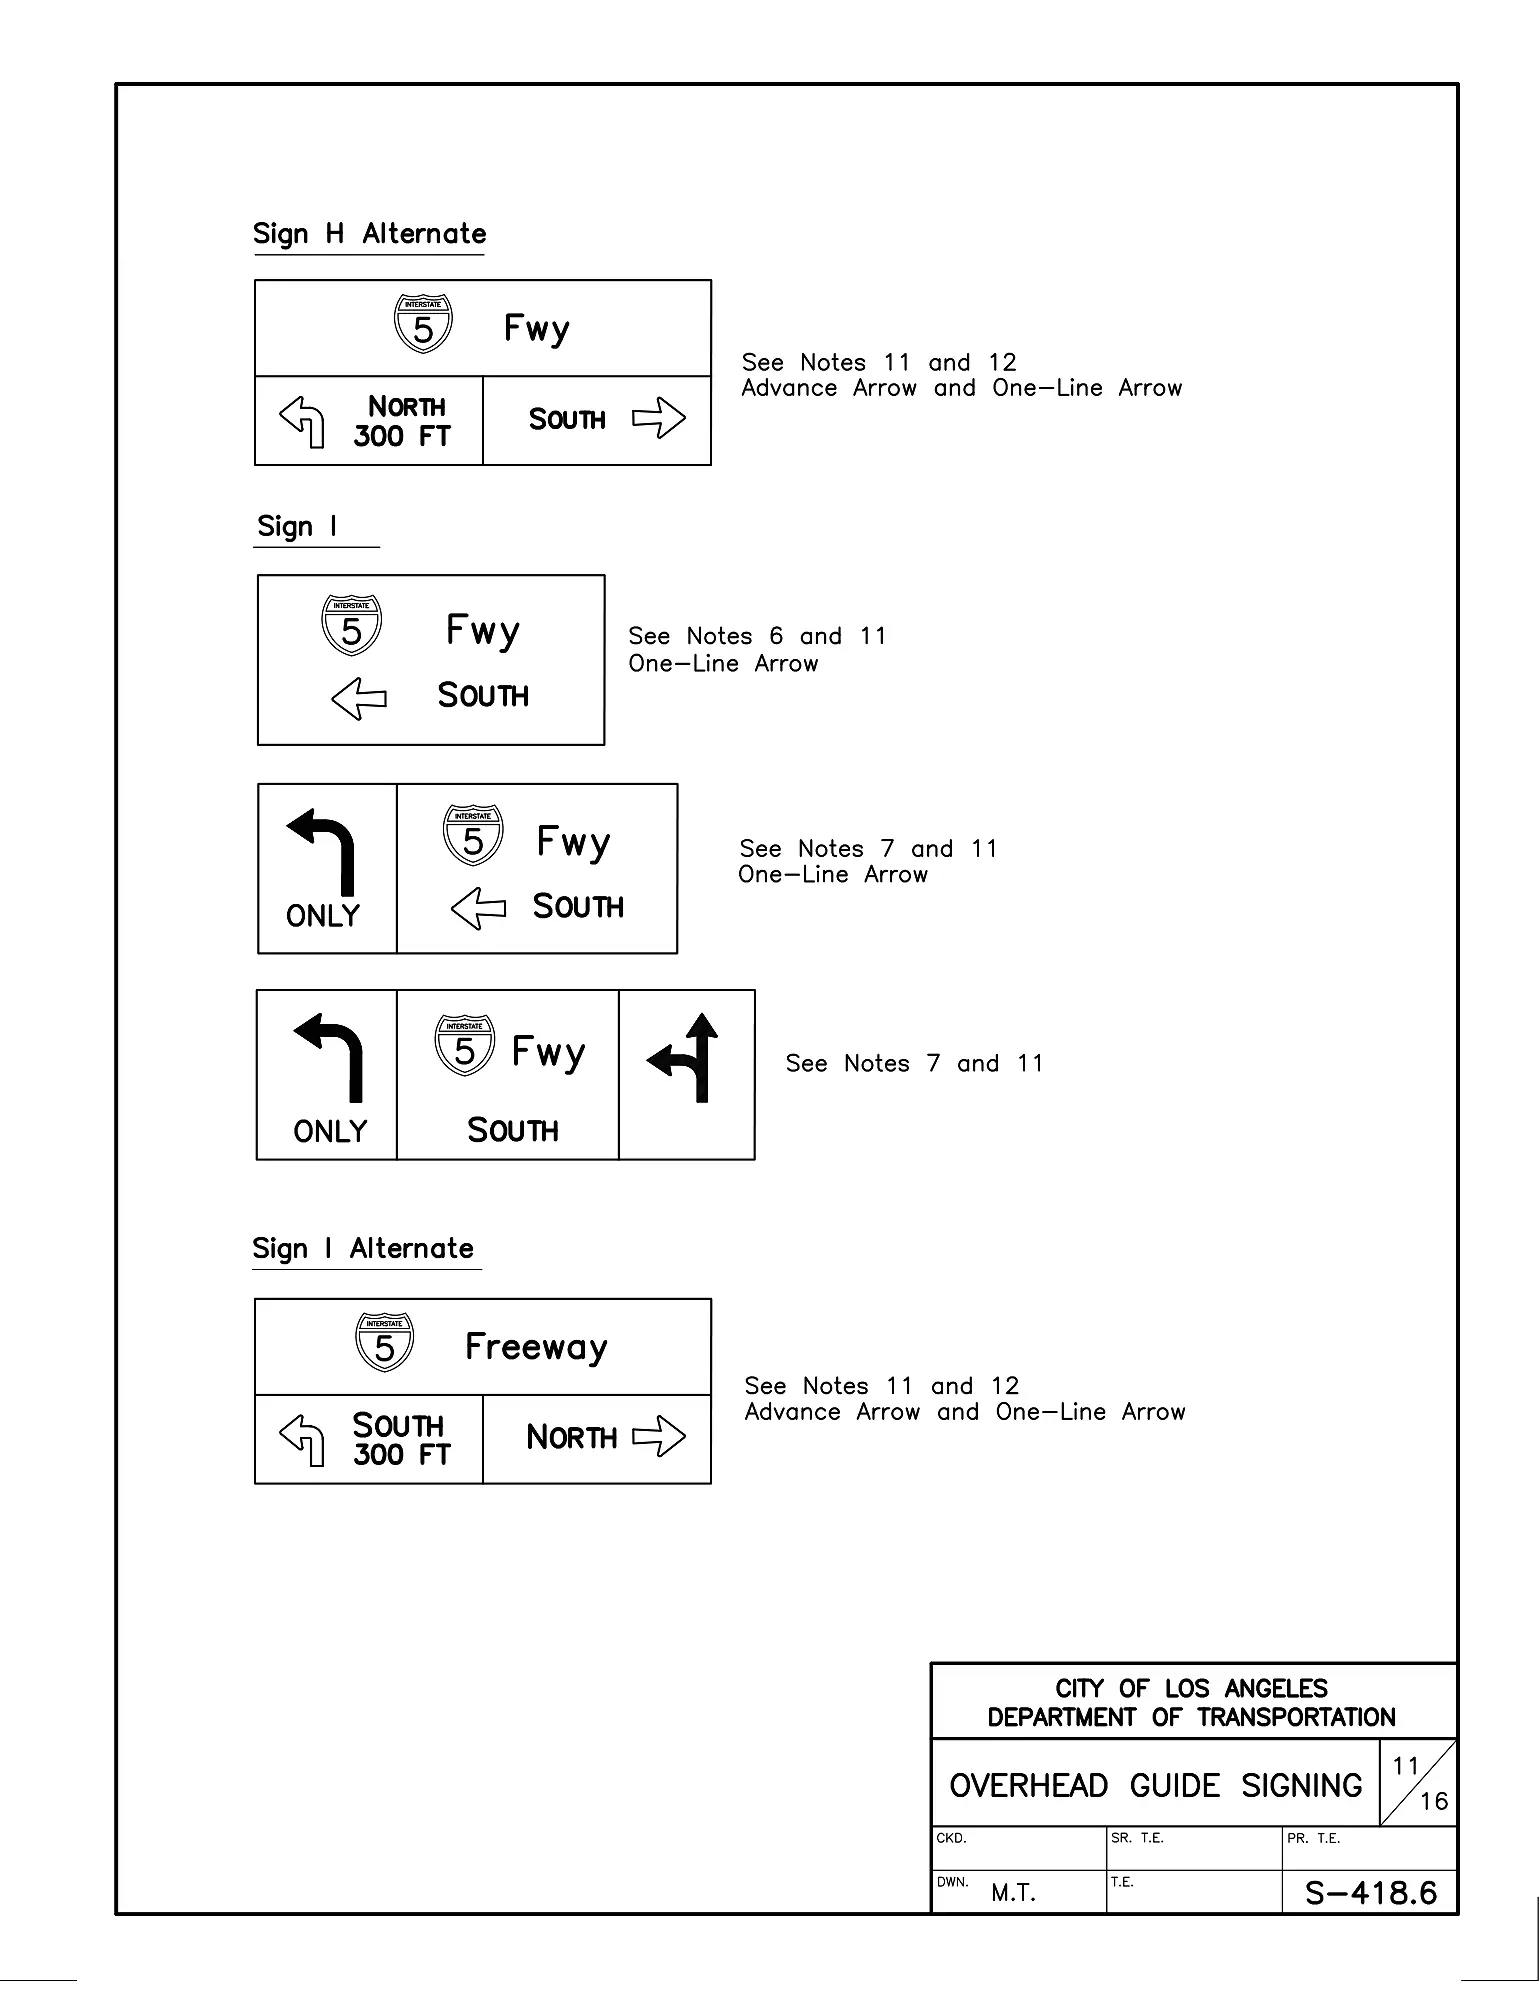 Sign H Alternate
INTERSTATE
5
Fwy
NORTH
300 FT
SOUTH
See Notes 11 and 12
Advance Arrow and One-Line Arrow
Sign I
INTERSTATE
5
Fwy
SOUTH
See Notes 6 and 11
One-Line Arrow
INTERSTATE
5
Fwy
ONLY
SOUTH
See Notes 7 and 11
One-Line Arrow
INTERSTATE
5
Fwy
ONLY
SOUTH
See Notes 7 and 11
Sign I Alternate
INTERSTATE
5
Freeway
SOUTH
300 FT
NORTH
See Notes 11 and 12
Advance Arrow and One-Line Arrow
CITY OF LOS ANGELES
DEPARTMENT OF TRANSPORTATION
OVERHEAD GUIDE SIGNING
11/16
CKD.
SR. T.E.
PR. T.E.
DWN. M.T.
T.E.
S-418.6